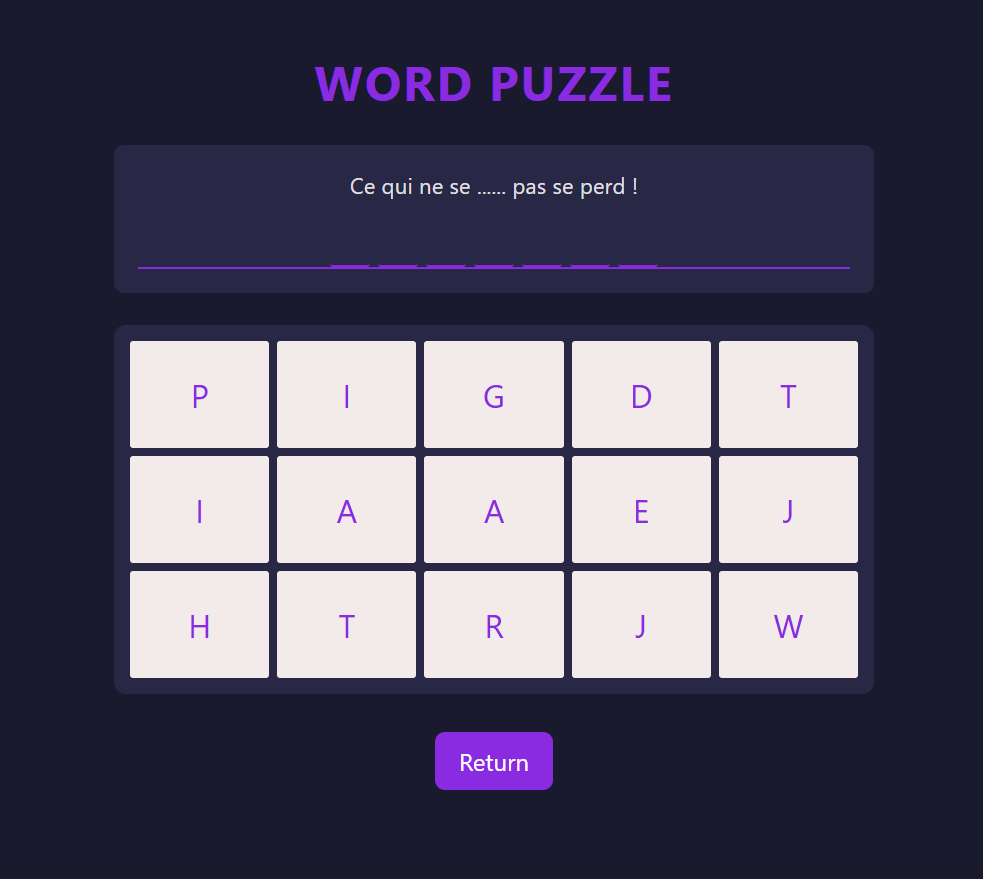 WORD PUZZLE
Ce qui ne se ...... pas se perd !
_ _ _ _ _ _ _
P I G D T
I A A E J
H T R J W
Return